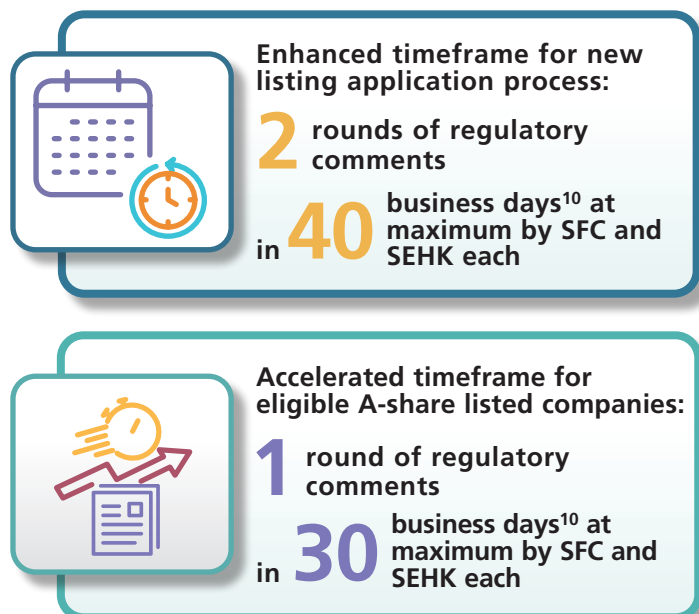 Enhanced timeframe for new
listing application process:
2 rounds of regulatory
comments
in 40 business days¹⁰ at
maximum by SFC and
SEHK each
Accelerated timeframe for
eligible A-share listed companies:
1 round of regulatory
comments
in 30 business days¹⁰ at
maximum by SFC and
SEHK each